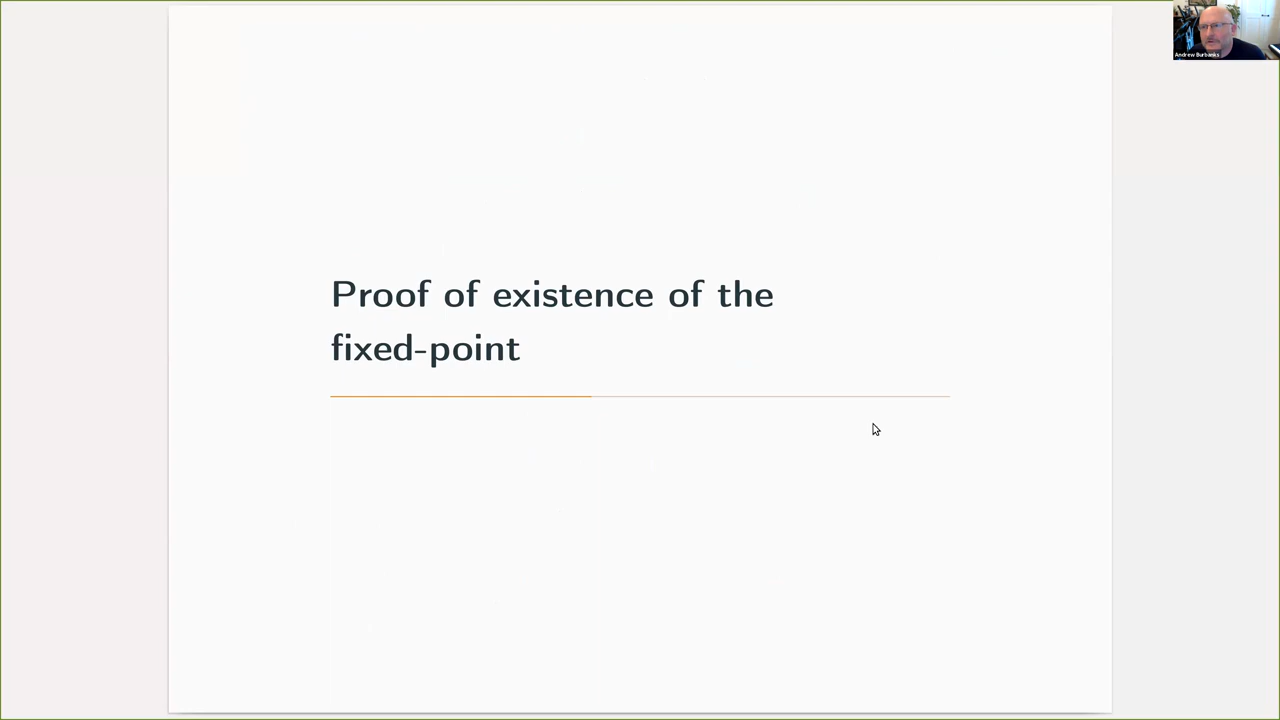 Andrew Burbanks
Proof of existence of the
fixed-point